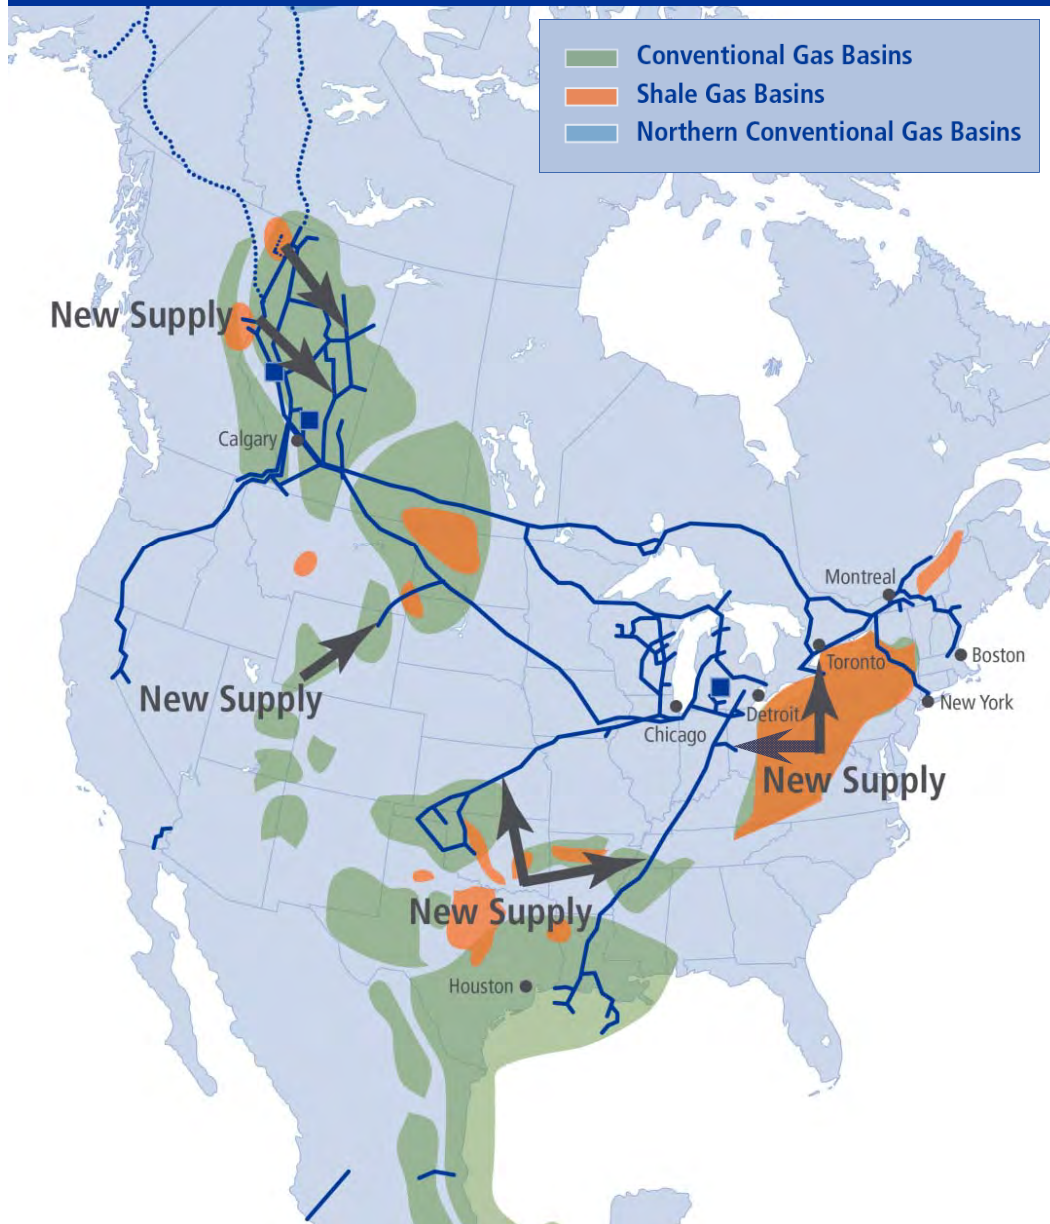 Conventional Gas Basins
Shale Gas Basins
Northern Conventional Gas Basins
New Supply
Calgary
Montreal
Boston
Toronto
New Supply
New York
Detroit
Chicago
New Supply
New Supply
Houston